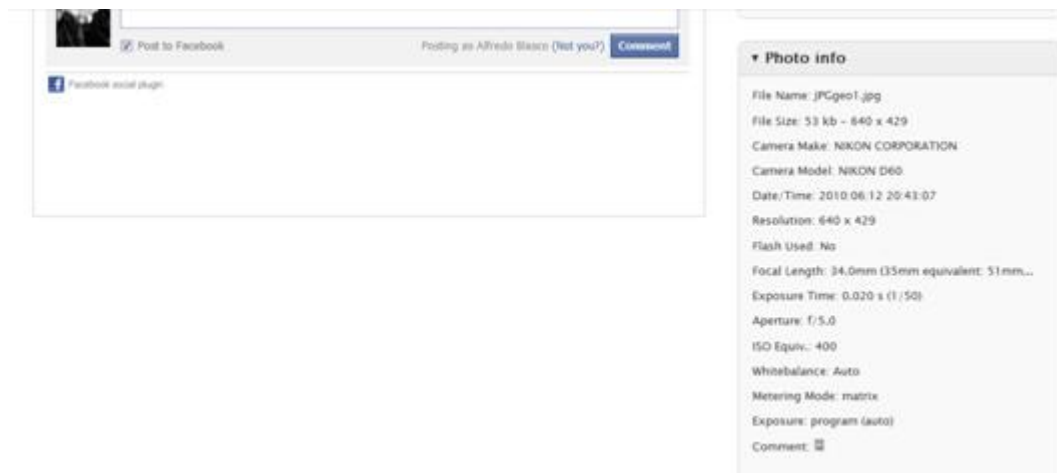 Post to Facebook
Posting as Alfredo Blasco (Not you?) Comment
Facebook social plugin
▾ Photo info
File Name: JPGgeo1.jpg
File Size: 53 kb - 640 x 429
Camera Make: NIKON CORPORATION
Camera Model: NIKON D60
Date/Time: 2010:06:12 20:43:07
Resolution: 640 x 429
Flash Used: No
Focal Length: 34.0mm (35mm equivalent: 51mm...
Exposure Time: 0.020 s (1/50)
Aperture: f/5.0
ISO Equiv.: 400
Whitebalance: Auto
Metering Mode: matrix
Exposure: program (auto)
Comment: